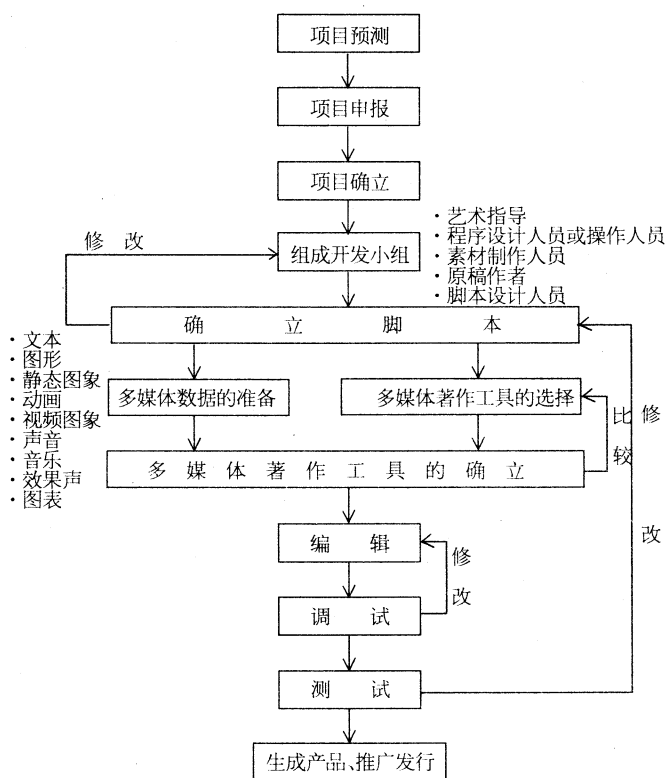 项目预测
项目申报
项目确立
组成开发小组
·艺术指导
·程序设计人员或操作人员
·素材制作人员
·原稿作者
·脚本设计人员
修 改
确 立 脚 本
·文本
·图形
·静态图象
·动画
·视频图象
·声音
·音乐
·效果声
·图表
多媒体数据的准备
多媒体著作工具的选择
比 较
修 改
多 媒 体 著 作 工 具 的 确 立
编 辑
修 改
调 试
测 试
生成产品、推广发行